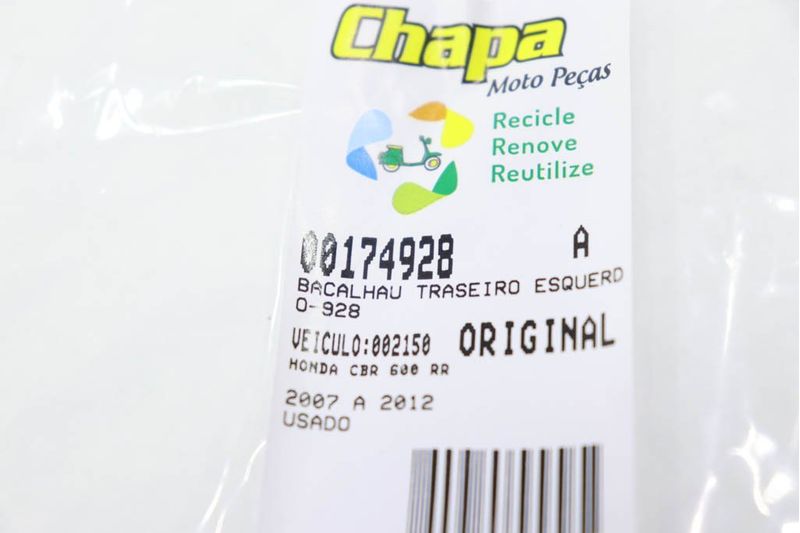 Chapa
Moto Peças
Recicle
Renove
Reutilize
00174928 A
BACALHAU TRASEIRO ESQUERD
O-928
VEICULO:002150 ORIGINAL
HONDA CBR 600 RR
2007 A 2012
USADO